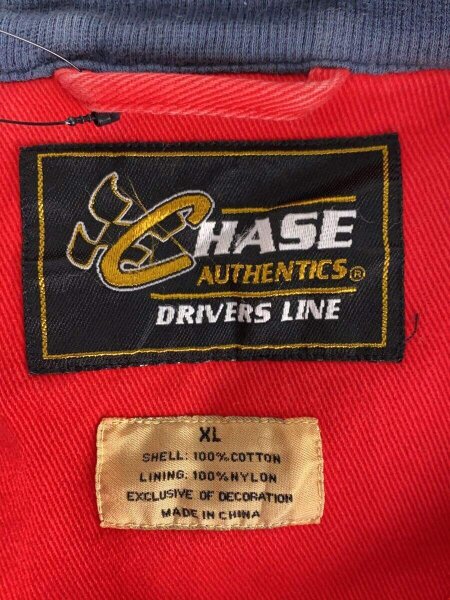 CHASE
AUTHENTICS®
DRIVERS LINE
XL
SHELL: 100% COTTON
LINING: 100% NYLON
EXCLUSIVE OF DECORATION
MADE IN CHINA